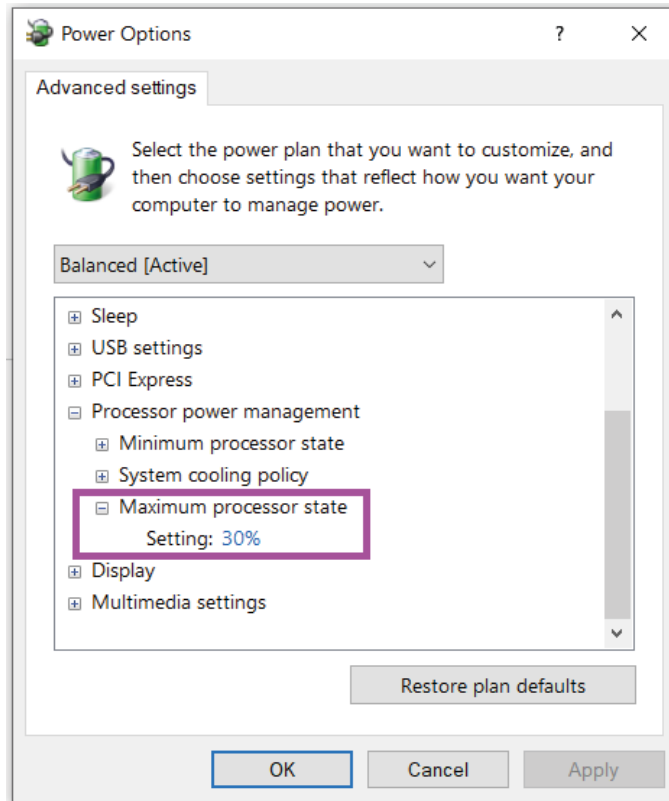 Power Options
?
Advanced settings
Select the power plan that you want to customize, and
then choose settings that reflect how you want your
computer to manage power.
Balanced [Active]
Sleep
USB settings
PCI Express
Processor power management
Minimum processor state
System cooling policy
Maximum processor state
Setting: 30%
Display
Multimedia settings
Restore plan defaults
OK Cancel Apply